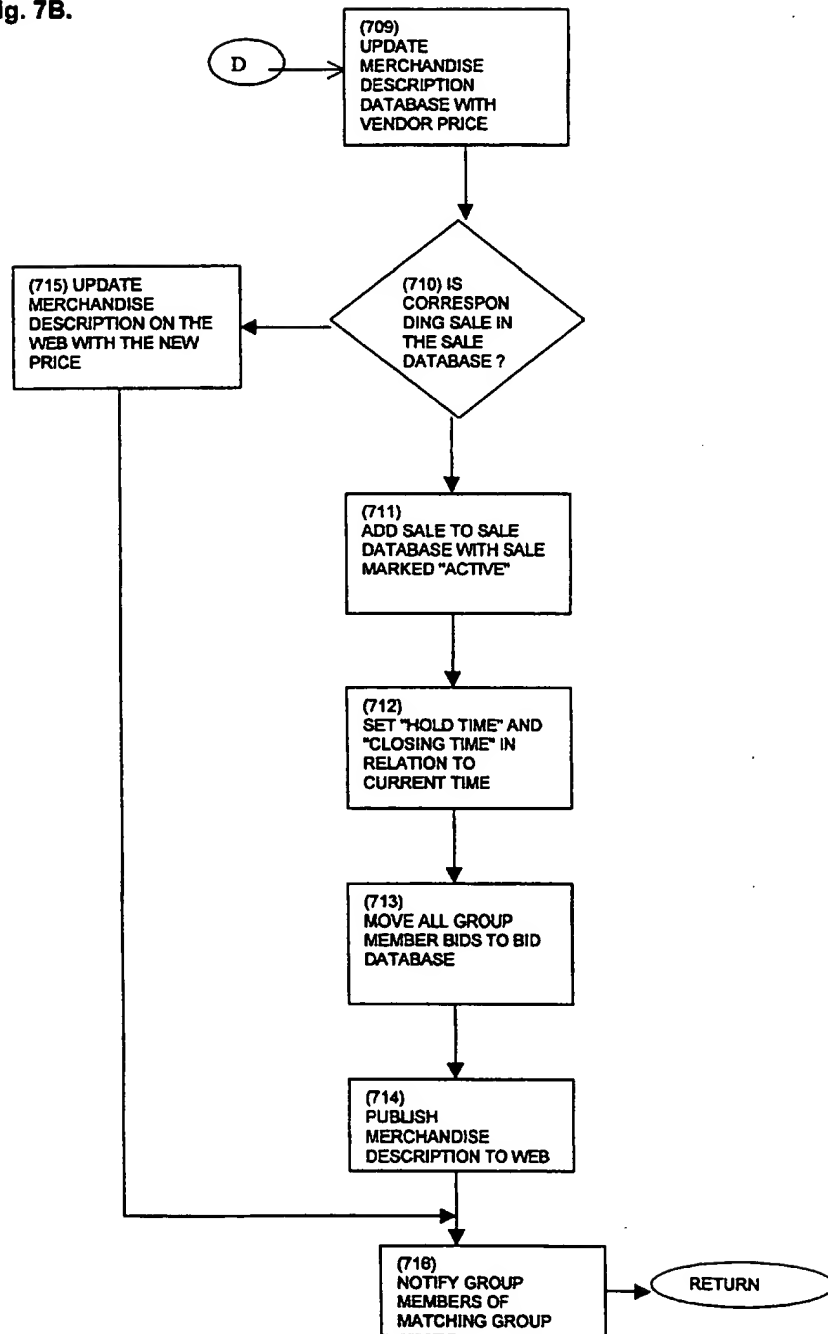 ig. 7B.
D
(709)
UPDATE
MERCHANDISE
DESCRIPTION
DATABASE WITH
VENDOR PRICE
(710) IS
CORRESPON
DING SALE IN
THE SALE
DATABASE ?
(715) UPDATE
MERCHANDISE
DESCRIPTION ON THE
WEB WITH THE NEW
PRICE
(711)
ADD SALE TO SALE
DATABASE WITH SALE
MARKED "ACTIVE"
(712)
SET "HOLD TIME" AND
"CLOSING TIME" IN
RELATION TO
CURRENT TIME
(713)
MOVE ALL GROUP
MEMBER BIDS TO BID
DATABASE
(714)
PUBLISH
MERCHANDISE
DESCRIPTION TO WEB
(716)
NOTIFY GROUP
MEMBERS OF
MATCHING GROUP
RETURN